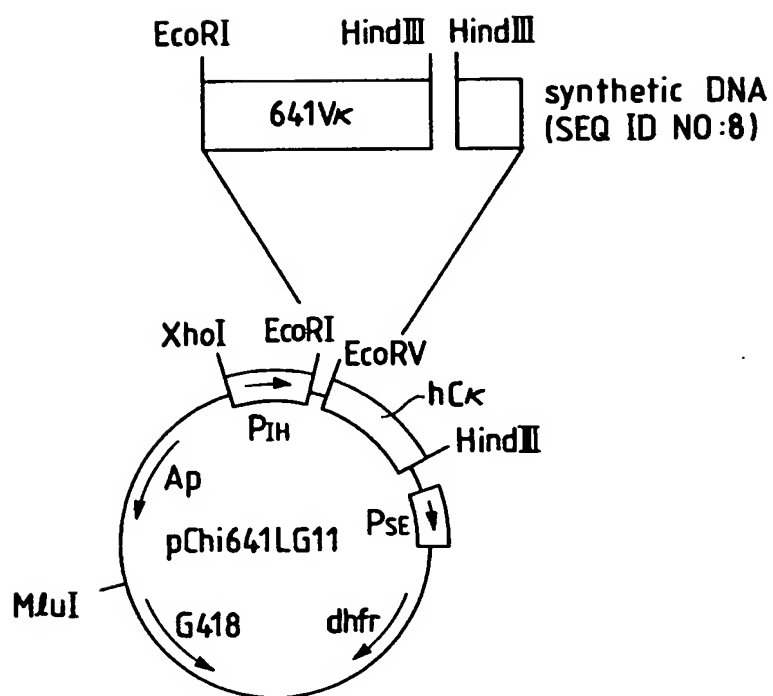 EcoRI HindIII HindIII
641Vκ
synthetic DNA
(SEQ ID NO:8)
XhoI EcoRI
EcoRV
hCκ
HindIII
PIH
Ap
PSE
pChi641LG11
MluI
G418
dhfr